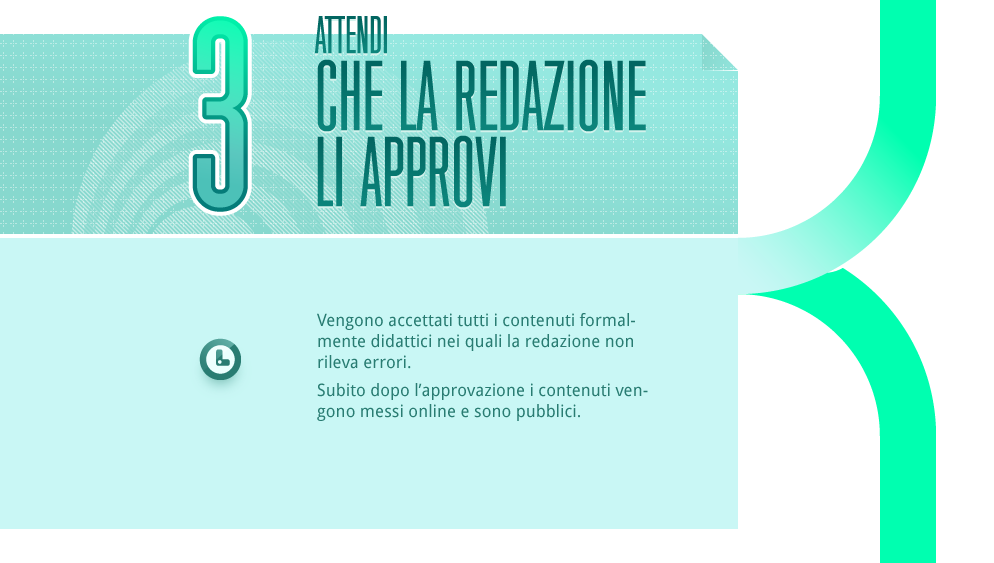 3
ATTENDI
CHE LA REDAZIONE
LI APPROVI
Vengono accettati tutti i contenuti formal-
mente didattici nei quali la redazione non
rileva errori.
Subito dopo l’approvazione i contenuti ven-
gono messi online e sono pubblici.